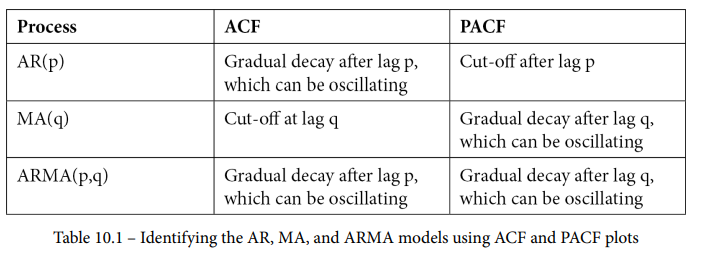 Process ACF PACF
AR(p) Gradual decay after lag p, Cut-off after lag p
which can be oscillating
MA(q) Cut-off at lag q Gradual decay after lag q,
which can be oscillating
ARMA(p,q) Gradual decay after lag p, Gradual decay after lag q,
which can be oscillating which can be oscillating
Table 10.1 – Identifying the AR, MA, and ARMA models using ACF and PACF plots